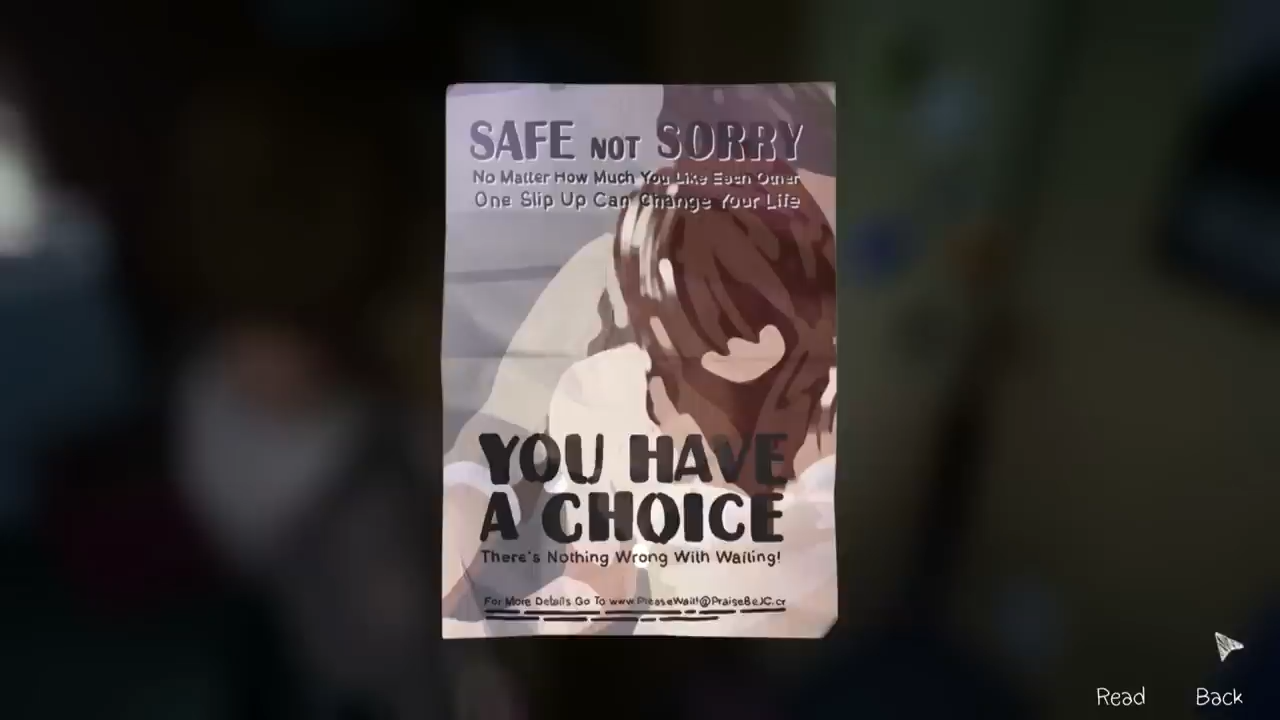 SAFE NOT SORRY
No Matter How Much You Like Each Other
One Slip Up Can Change Your Life
YOU HAVE
A CHOICE
There's Nothing Wrong With Waiting!
For More Details Go To www.PleaseWait!@PraiseBeJC.cr
Read Back